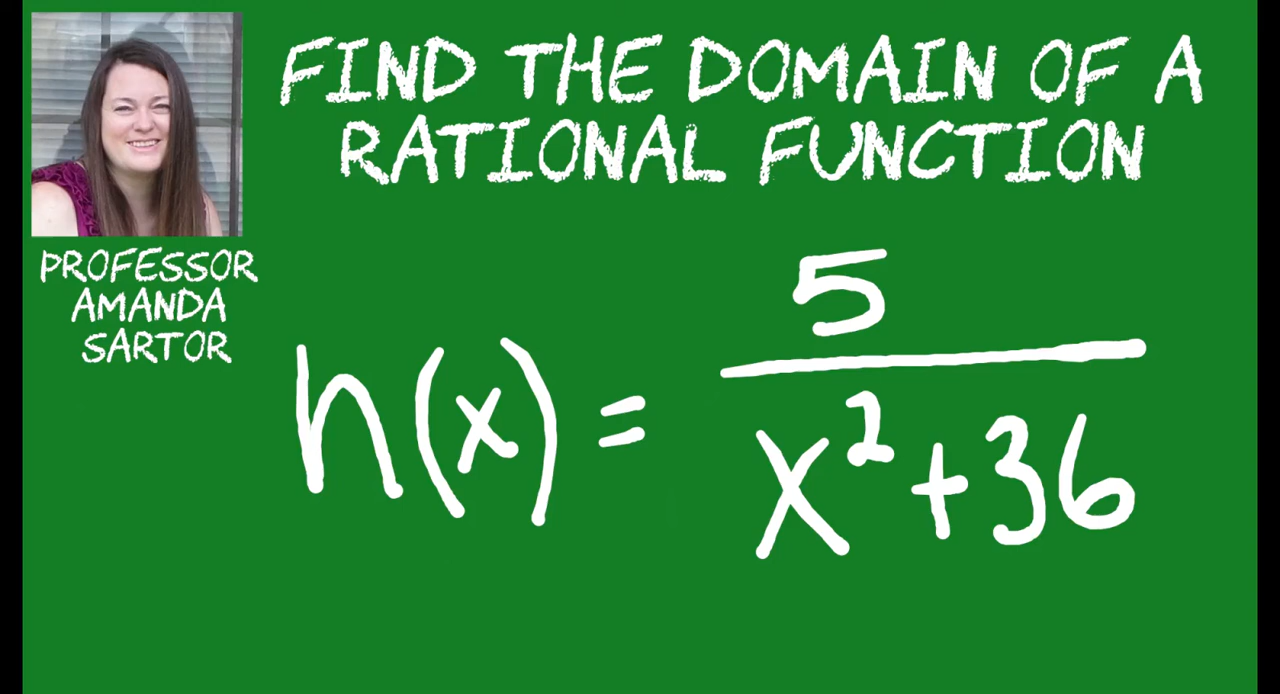 FIND THE DOMAIN OF A
RATIONAL FUNCTION
PROFESSOR
AMANDA
SARTOR
h(x) = 5/(x²+36)